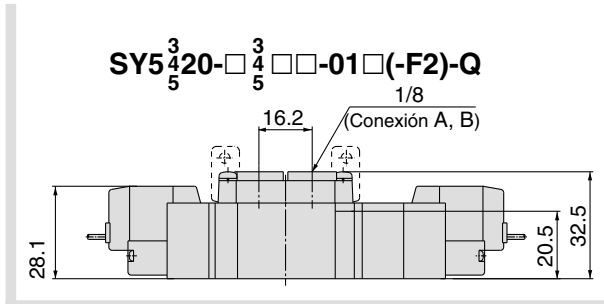 SY5 3/4/5 20-□ 3/4/5 □□-01□(-F2)-Q
1/8
(Conexión A, B)
16.2
28.1
20.5
32.5